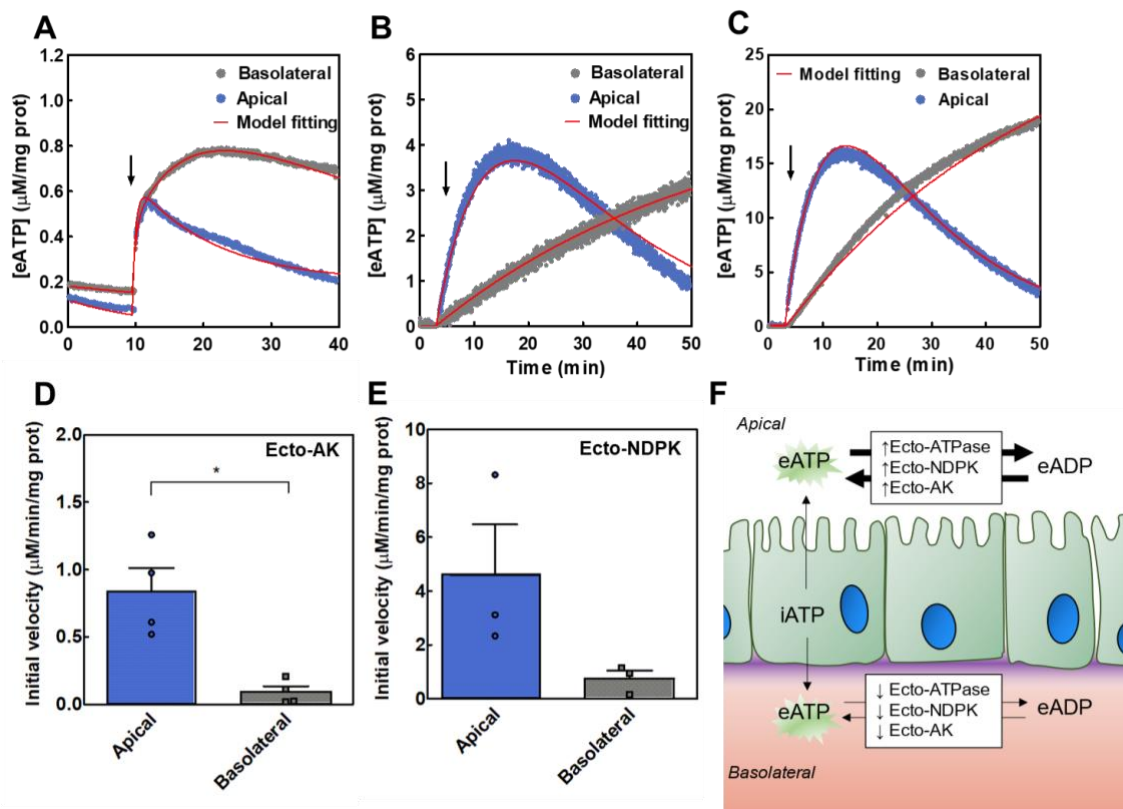 A
[eATP] (μM/mg prot)
1.2
1.0
0.8
0.6
0.4
0.2
0.0
Basolateral
Apical
Model fitting
0 10 20 30 40
B
[eATP] (μM/mg prot)
6
5
4
3
2
1
0
Basolateral
Apical
Model fitting
0 10 20 30 40 50
Time (min)
C
[eATP] (μM/mg prot)
25
20
15
10
5
0
Model fitting
Basolateral
Apical
0 10 20 30 40 50
Time (min)
D
Initial velocity (μM/min/mg prot)
2.0
1.5
1.0
0.5
0.0
Ecto-AK
*
Apical
Basolateral
E
Initial velocity (μM/min/mg prot)
10
8
6
4
2
0
Ecto-NDPK
Apical
Basolateral
F
Apical
eATP
↑Ecto-ATPase
↑Ecto-NDPK
↑Ecto-AK
eADP
iATP
eATP
↓ Ecto-ATPase
↓ Ecto-NDPK
↓ Ecto-AK
eADP
Basolateral